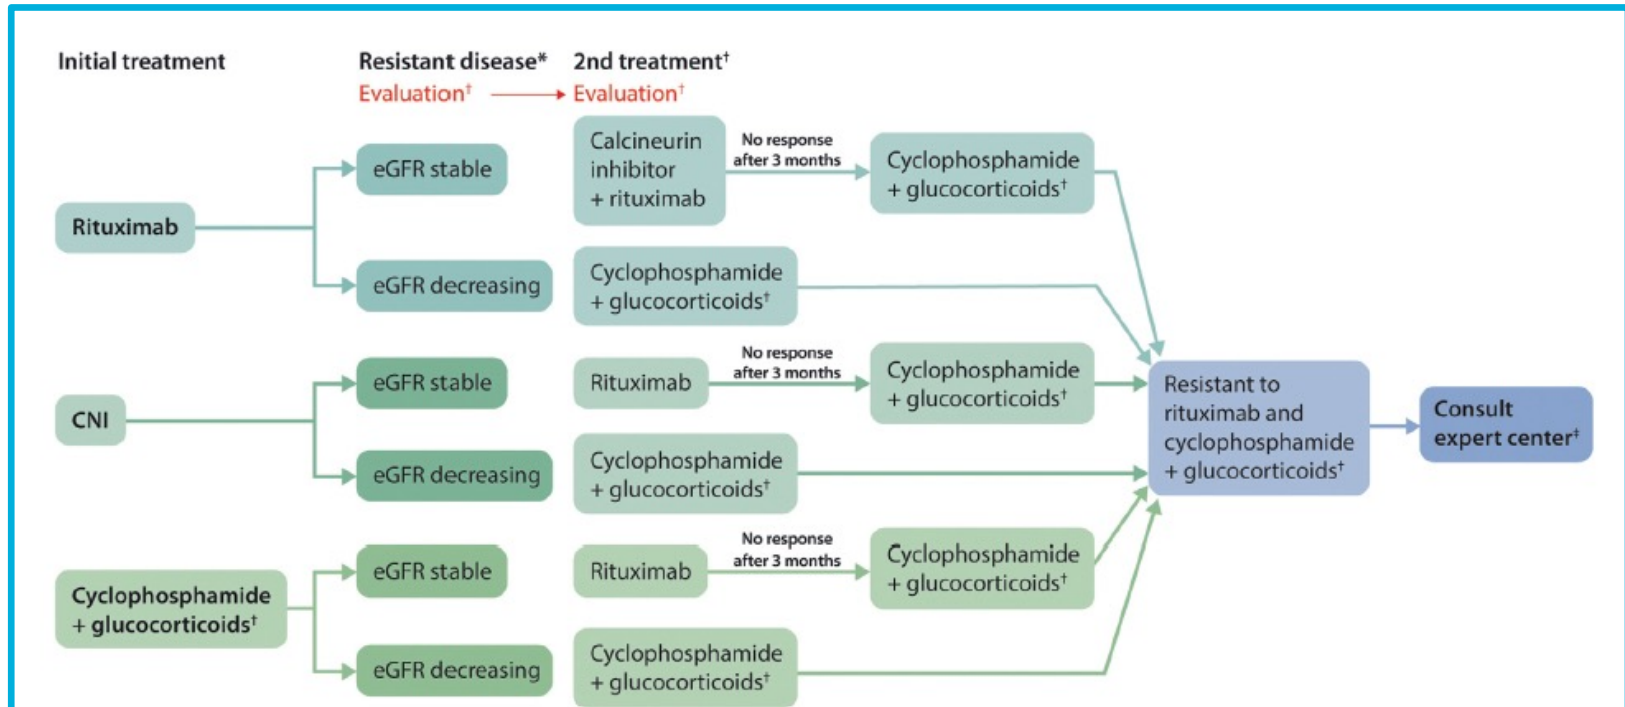 Initial treatment
Resistant disease*
2nd treatment†
Evaluation†
Evaluation†
Rituximab
eGFR stable
Calcineurin
inhibitor
+ rituximab
No response
after 3 months
Cyclophosphamide
+ glucocorticoids†
eGFR decreasing
Cyclophosphamide
+ glucocorticoids†
CNI
eGFR stable
Rituximab
No response
after 3 months
Cyclophosphamide
+ glucocorticoids†
eGFR decreasing
Cyclophosphamide
+ glucocorticoids†
Cyclophosphamide
+ glucocorticoids†
eGFR stable
Rituximab
No response
after 3 months
Cyclophosphamide
+ glucocorticoids†
eGFR decreasing
Cyclophosphamide
+ glucocorticoids†
Resistant to
rituximab and
cyclophosphamide
+ glucocorticoids†
Consult
expert center‡